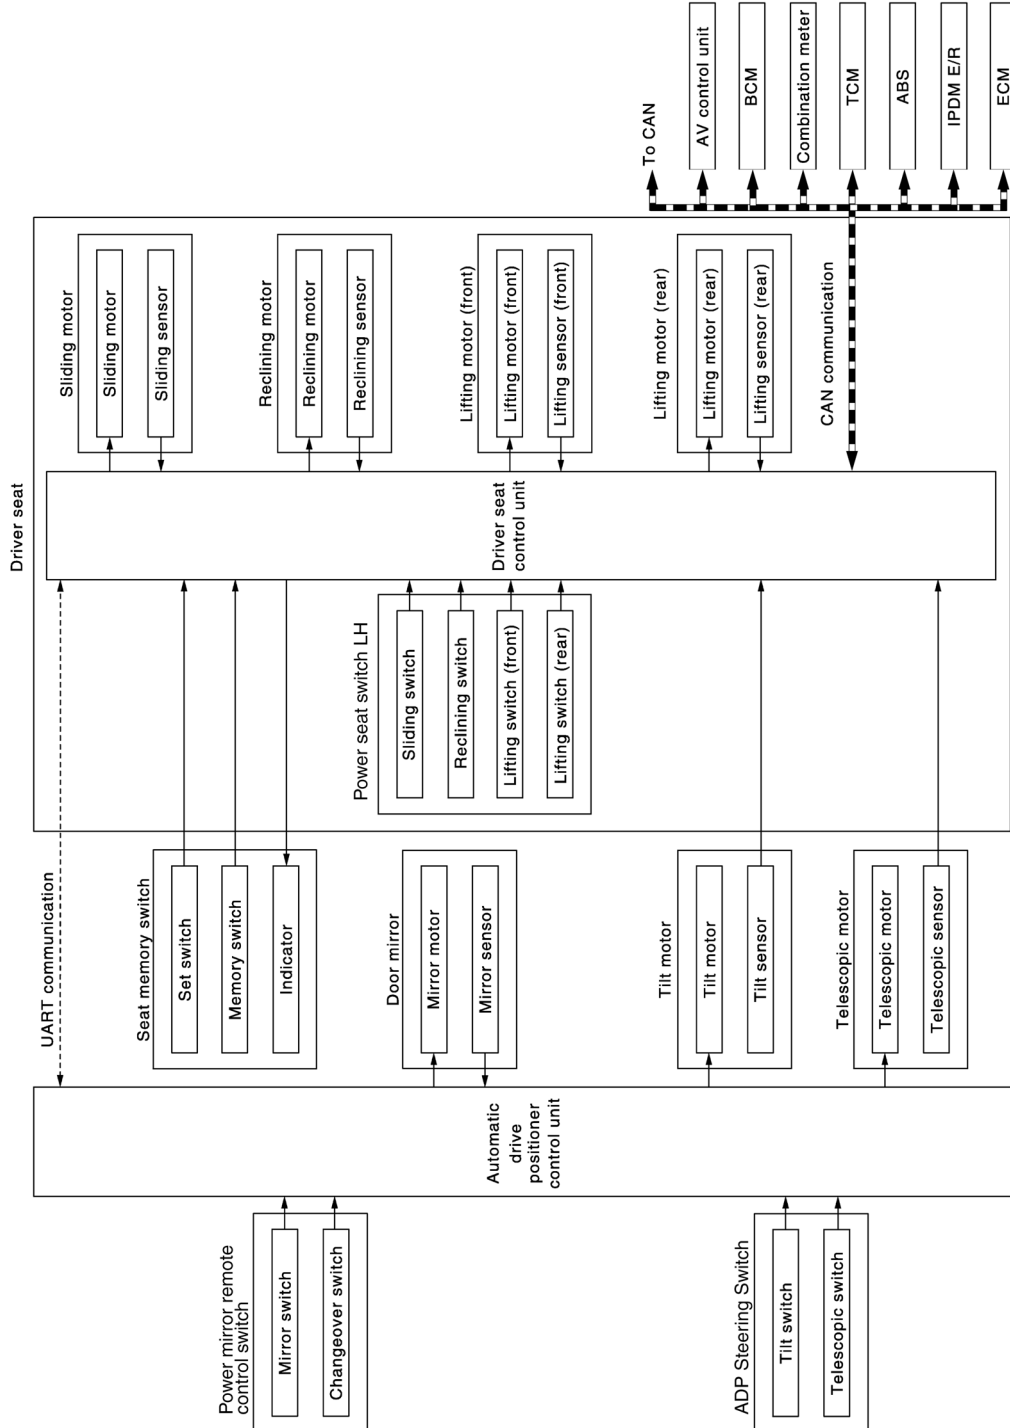 Power mirror remote
control switch
Mirror switch
Changeover switch
ADP Steering Switch
Tilt switch
Telescopic switch
Automatic
drive
positioner
control unit
UART communication
Seat memory switch
Set switch
Memory switch
Indicator
Door mirror
Mirror motor
Mirror sensor
Tilt motor
Tilt motor
Tilt sensor
Telescopic motor
Telescopic motor
Telescopic sensor
Driver seat
Power seat switch LH
Sliding switch
Reclining switch
Lifting switch (front)
Lifting switch (rear)
Driver seat
control unit
Sliding motor
Sliding motor
Sliding sensor
Reclining motor
Reclining motor
Reclining sensor
Lifting motor (front)
Lifting motor (front)
Lifting sensor (front)
Lifting motor (rear)
Lifting motor (rear)
Lifting sensor (rear)
CAN communication
To CAN
AV control unit
BCM
Combination meter
TCM
ABS
IPDM E/R
ECM